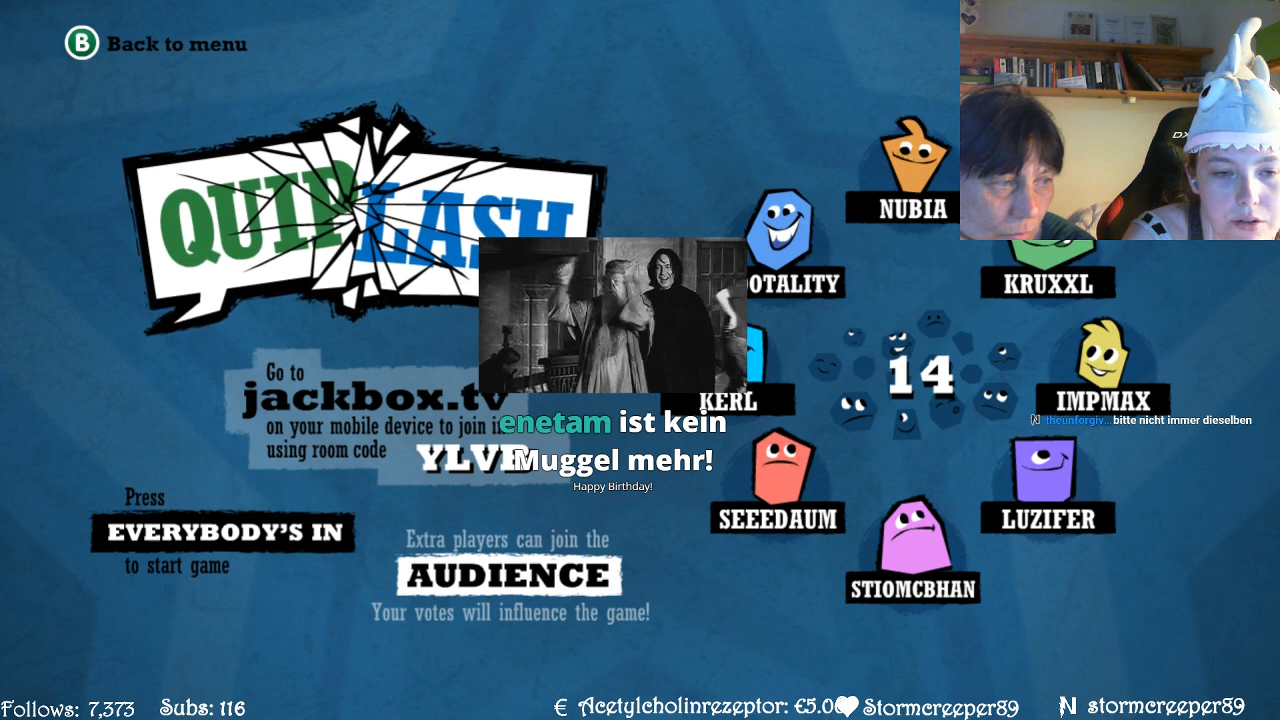 B Back to menu
QUIPLASH
NUBIA
OTALITY
KRUXXL
Go to
jackbox.tv
on your mobile device to join in
using room code
14
KERL
IMPMAX
theunforgiv... bitte nicht immer dieselben
enetam ist kein
Muggel mehr!
Happy Birthday!
Press
EVERYBODY'S IN
to start game
SEEEDAUM
LUZIFER
Extra players can join the
AUDIENCE
Your votes will influence the game!
STIOMCBHAN
Follows: 7,373 Subs: 116 € Acetylcholinrezeptor: €5.0 Stormcreeper89 stormcreeper89